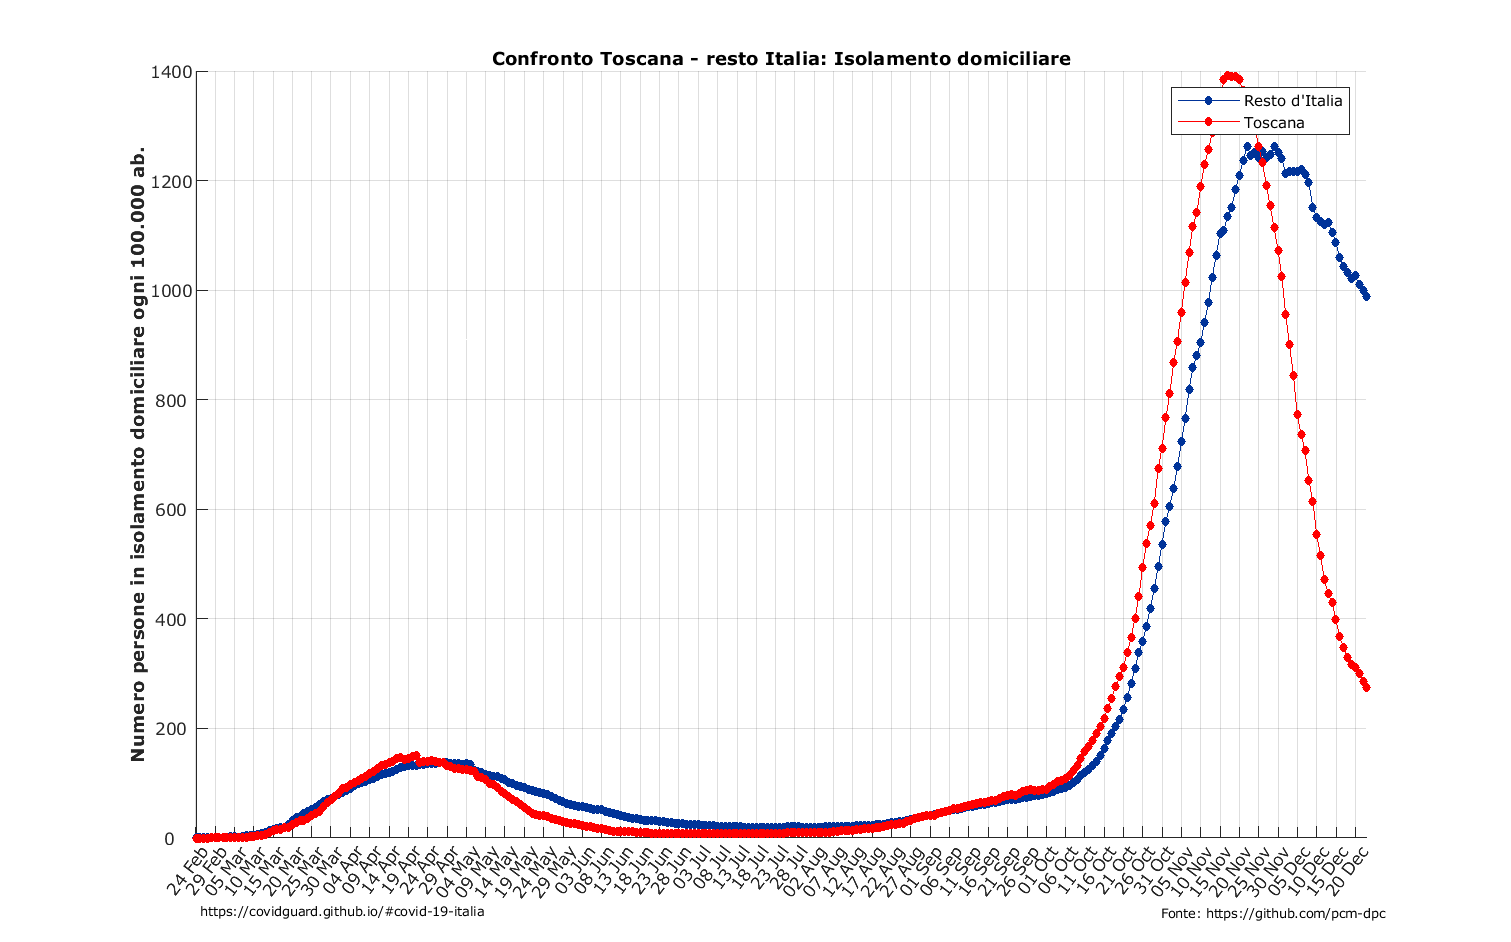 Confronto Toscana - resto Italia: Isolamento domiciliare
Numero persone in isolamento domiciliare ogni 100.000 ab.
1400
1200
1000
800
600
400
200
0
Resto d'Italia
Toscana
24 Feb
29 Feb
05 Mar
10 Mar
15 Mar
20 Mar
25 Mar
30 Mar
04 Apr
09 Apr
14 Apr
19 Apr
24 Apr
29 Apr
04 May
09 May
14 May
19 May
24 May
29 May
03 Jun
08 Jun
13 Jun
18 Jun
23 Jun
28 Jun
03 Jul
08 Jul
13 Jul
18 Jul
23 Jul
28 Jul
02 Aug
07 Aug
12 Aug
17 Aug
22 Aug
27 Aug
01 Sep
06 Sep
11 Sep
16 Sep
21 Sep
26 Sep
01 Oct
06 Oct
11 Oct
16 Oct
21 Oct
26 Oct
31 Oct
05 Nov
10 Nov
15 Nov
20 Nov
25 Nov
30 Nov
05 Dec
10 Dec
15 Dec
20 Dec
https://covidguard.github.io/#covid-19-italia
Fonte: https://github.com/pcm-dpc